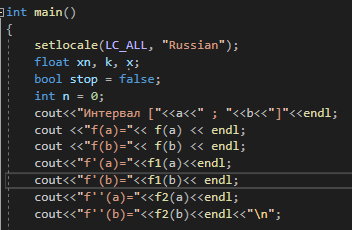 int main()
{
setlocale(LC_ALL, "Russian");
float xn, k, x;
bool stop = false;
int n = 0;
cout<<"Интервал ["<<a<<" ; "<<b<<"]"<<endl;
cout <<"f(a)="<< f(a) << endl;
cout <<"f(b)="<< f(b) << endl;
cout<<"f'(a)="<<f1(a)<<endl;
cout<<"f'(b)="<<f1(b)<< endl;
cout<<"f''(a)="<<f2(a)<<endl;
cout<<"f''(b)="<<f2(b)<<endl<<"\n";